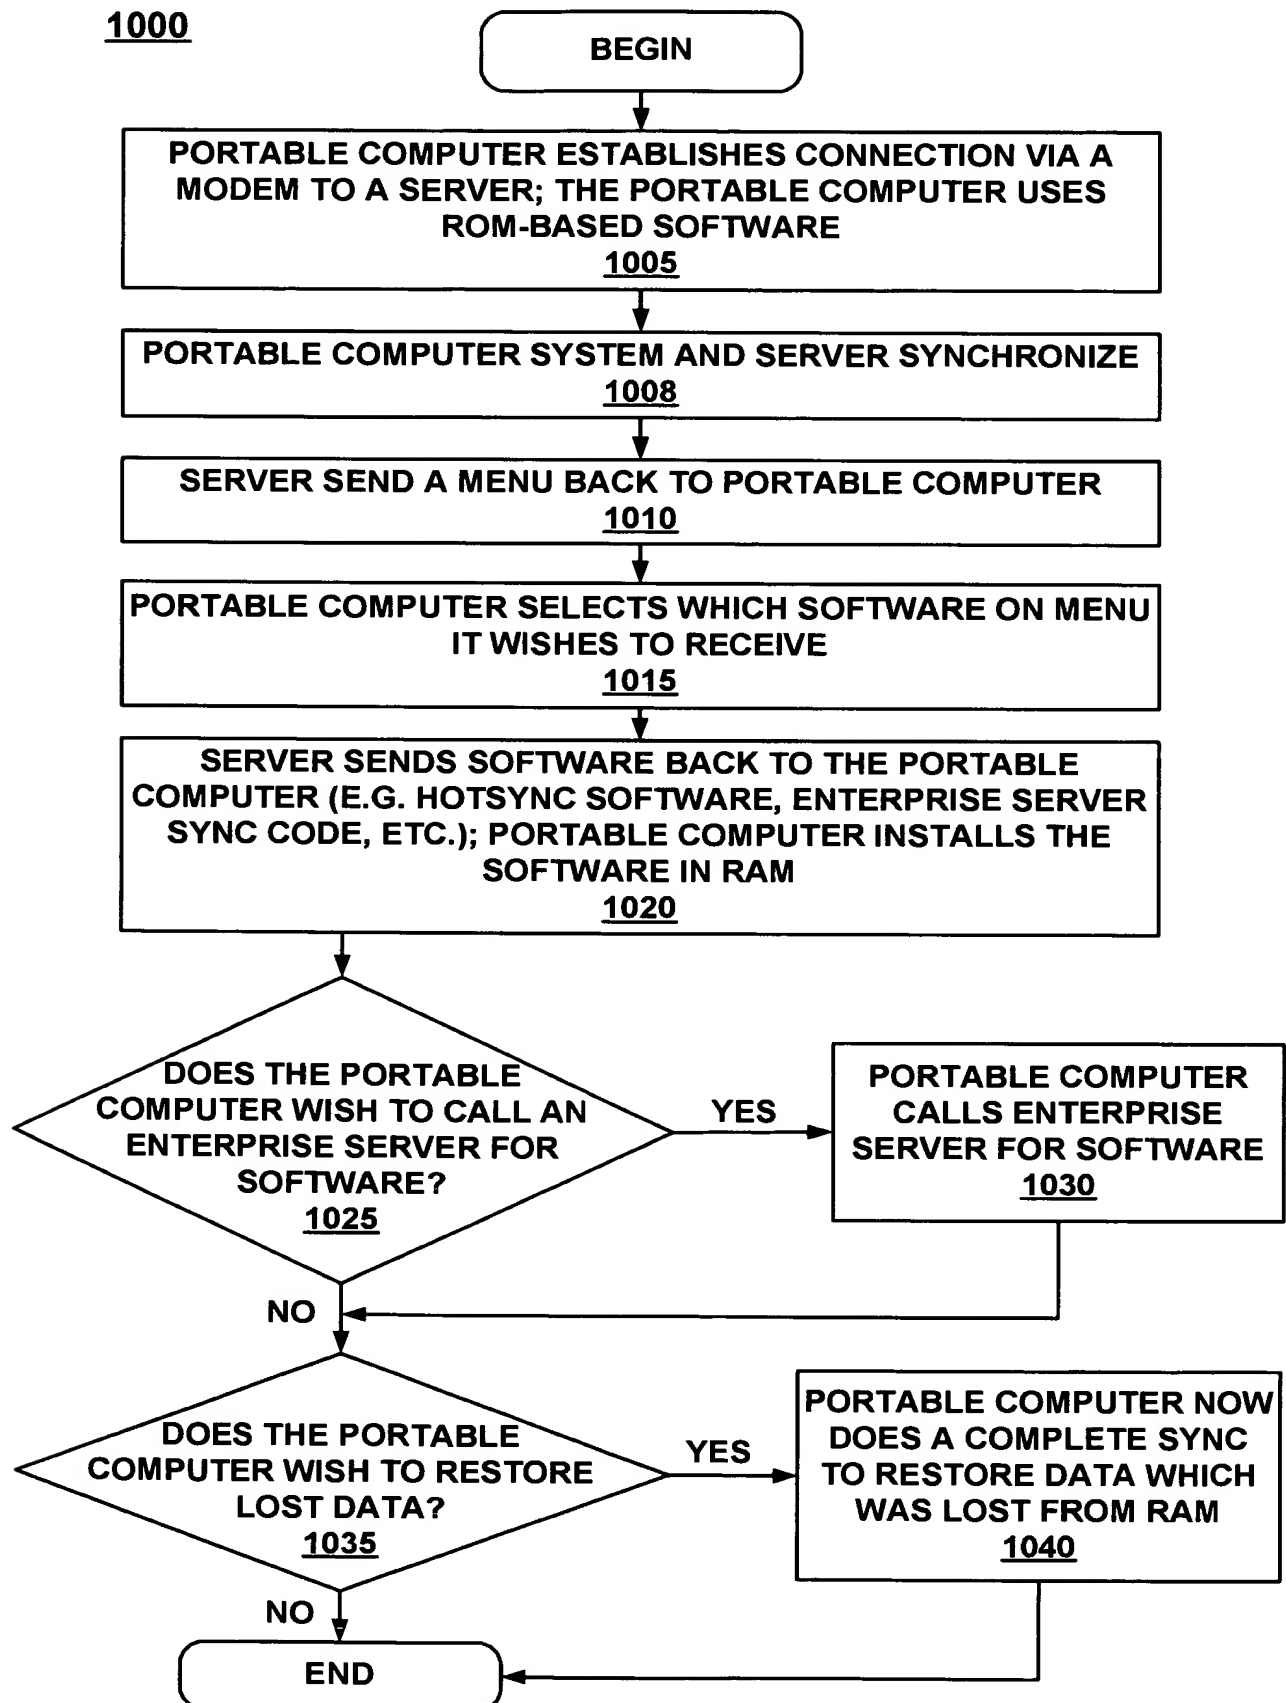 1000
BEGIN
PORTABLE COMPUTER ESTABLISHES CONNECTION VIA A
MODEM TO A SERVER; THE PORTABLE COMPUTER USES
ROM-BASED SOFTWARE
1005
PORTABLE COMPUTER SYSTEM AND SERVER SYNCHRONIZE
1008
SERVER SEND A MENU BACK TO PORTABLE COMPUTER
1010
PORTABLE COMPUTER SELECTS WHICH SOFTWARE ON MENU
IT WISHES TO RECEIVE
1015
SERVER SENDS SOFTWARE BACK TO THE PORTABLE
COMPUTER (E.G. HOTSYNC SOFTWARE, ENTERPRISE SERVER
SYNC CODE, ETC.); PORTABLE COMPUTER INSTALLS THE
SOFTWARE IN RAM
1020
DOES THE PORTABLE
COMPUTER WISH TO CALL AN
ENTERPRISE SERVER FOR
SOFTWARE?
1025
YES
PORTABLE COMPUTER
CALLS ENTERPRISE
SERVER FOR SOFTWARE
1030
NO
DOES THE PORTABLE
COMPUTER WISH TO RESTORE
LOST DATA?
1035
YES
PORTABLE COMPUTER NOW
DOES A COMPLETE SYNC
TO RESTORE DATA WHICH
WAS LOST FROM RAM
1040
NO
END